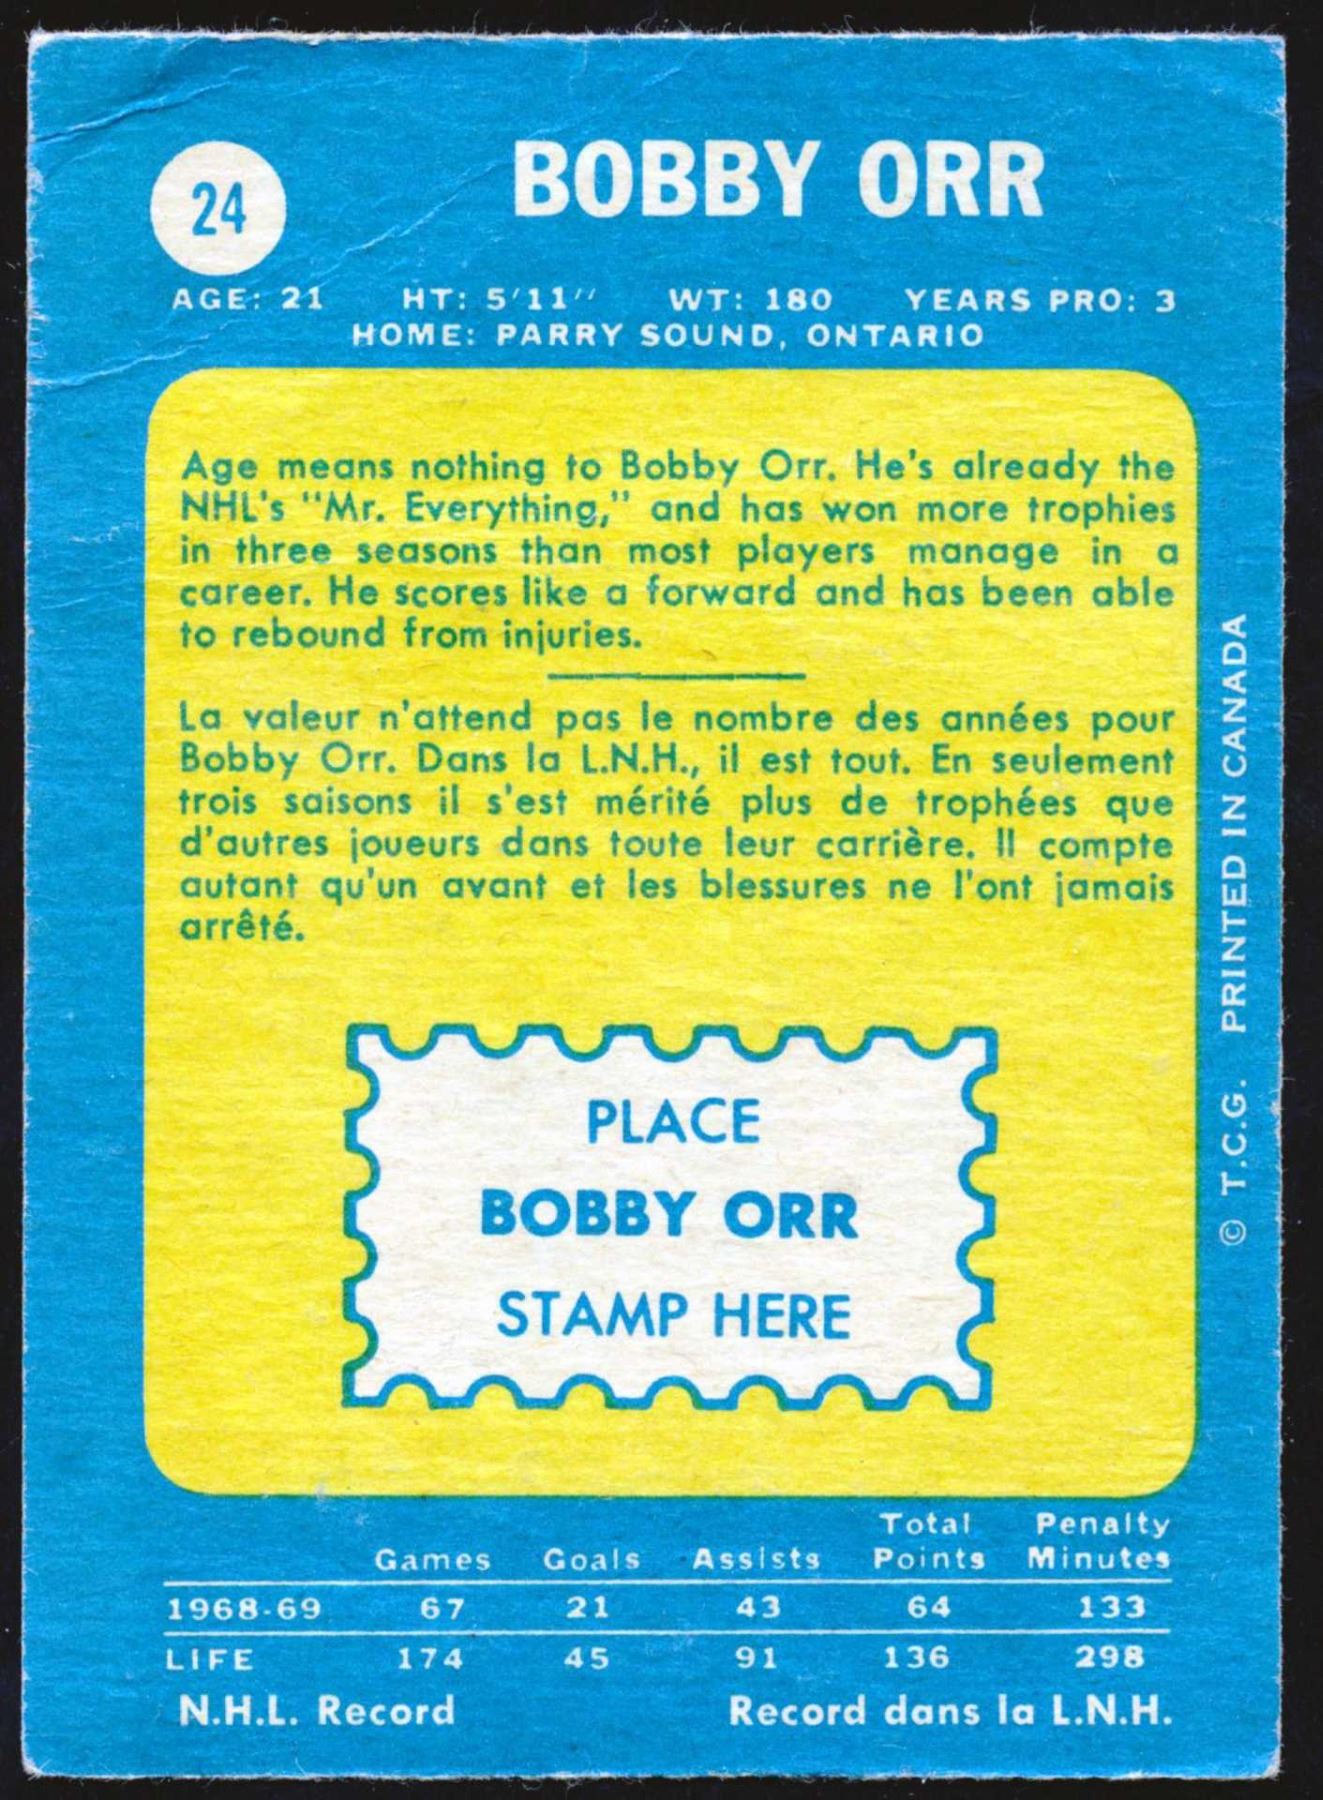 24
BOBBY ORR
AGE: 21 HT: 5'11" WT: 180 YEARS PRO: 3
HOME: PARRY SOUND, ONTARIO
Age means nothing to Bobby Orr. He's already the
NHL's "Mr. Everything," and has won more trophies
in three seasons than most players manage in a
career. He scores like a forward and has been able
to rebound from injuries.
La valeur n'attend pas le nombre des années pour
Bobby Orr. Dans la L.N.H., il est tout. En seulement
trois saisons il s'est mérité plus de trophées que
d'autres joueurs dans toute leur carrière. Il compte
autant qu'un avant et les blessures ne l'ont jamais
arrêté.
PLACE
BOBBY ORR
STAMP HERE
© T.C.G. PRINTED IN CANADA
Total Penalty
Games Goals Assists Points Minutes
1968-69 67 21 43 64 133
LIFE 174 45 91 136 298
N.H.L. Record Record dans la L.N.H.